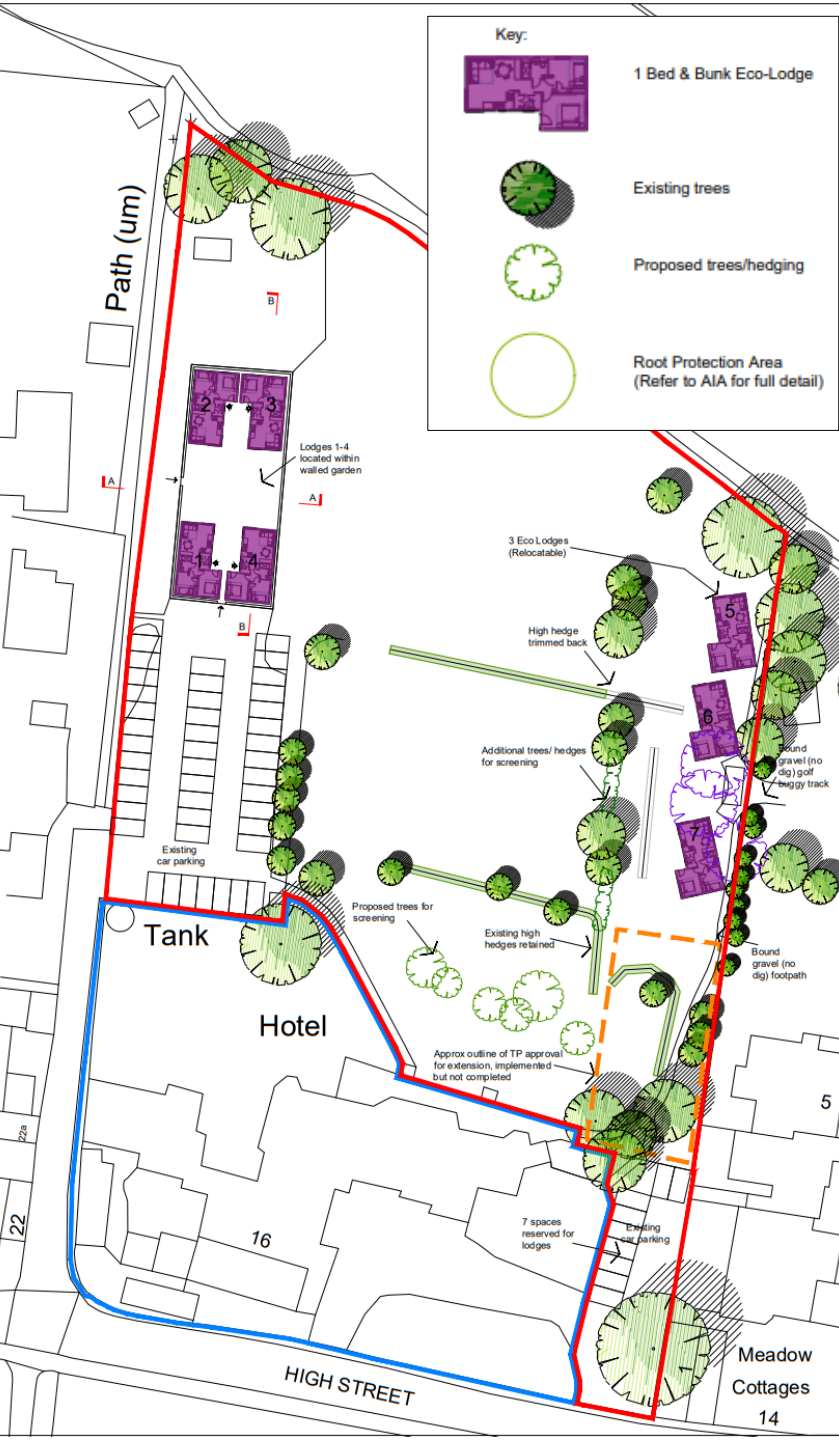 Key:
1 Bed & Bunk Eco-Lodge
Existing trees
Proposed trees/hedging
Root Protection Area
(Refer to AIA for full detail)
Path (um)
B
2
3
Lodges 1-4
located within
walled garden
A
A
3 Eco Lodges
(Relocatable)
1
4
5
B
High hedge
trimmed back
6
Additional trees/ hedges
for screening
Bound
gravel (no
dig) golf
buggy track
7
Existing
car parking
Proposed trees for
screening
Tank
Existing high
hedges retained
Bound
gravel (no
dig) footpath
Hotel
Approx outline of TP approval
for extension, implemented
but not completed
5
22a
22
16
7 spaces
reserved for
lodges
Existing
car parking
HIGH STREET
Meadow
Cottages
14